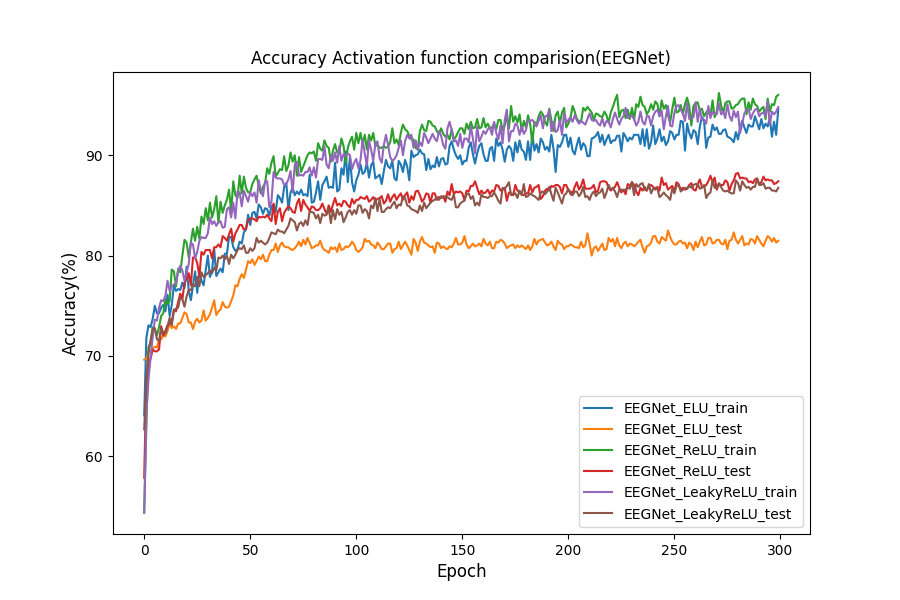 Accuracy Activation function comparision(EEGNet)
90
80
70
60
Accuracy(%)
EEGNet_ELU_train
EEGNet_ELU_test
EEGNet_ReLU_train
EEGNet_ReLU_test
EEGNet_LeakyReLU_train
EEGNet_LeakyReLU_test
0 50 100 150 200 250 300
Epoch